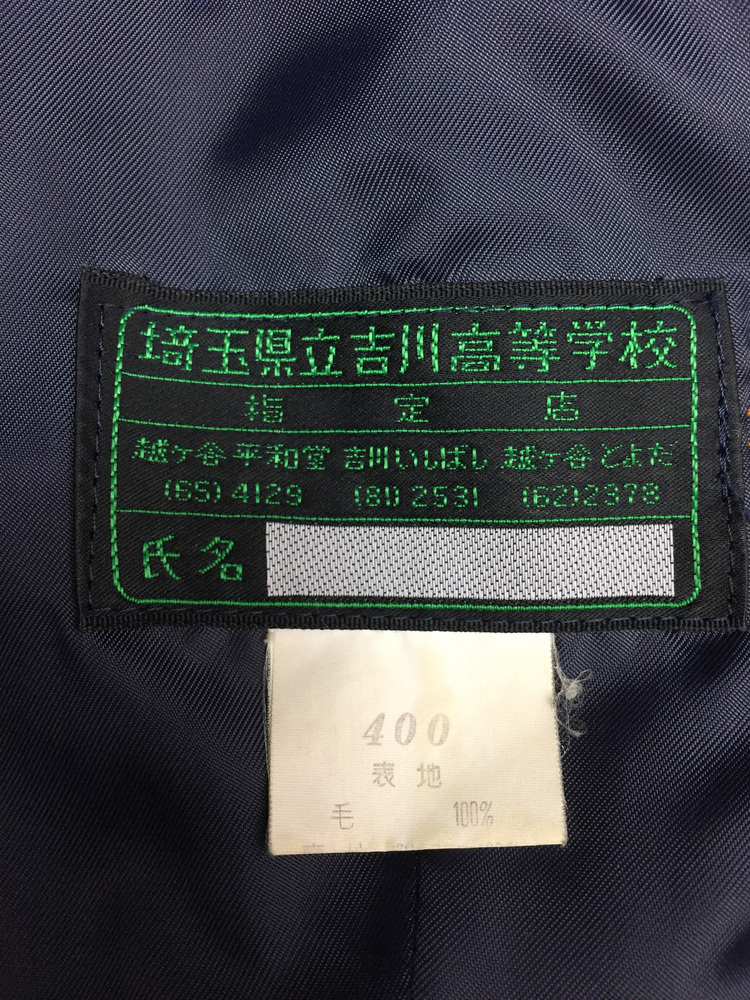 埼玉県立吉川高等学校
指定店
越ケ谷平和堂 吉川いしばし 越ケ谷とよだ
(65)4129 (81)2531 (62)2378
氏名
400
表地
毛 100%